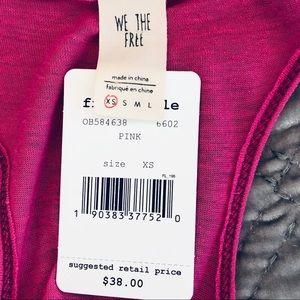 WE THE
FREE
made in china
fabriqué en chine
XS S M L
OB584638 6602
PINK
size XS
FL_196
1 90383 37752 0
suggested retail price
$38.00